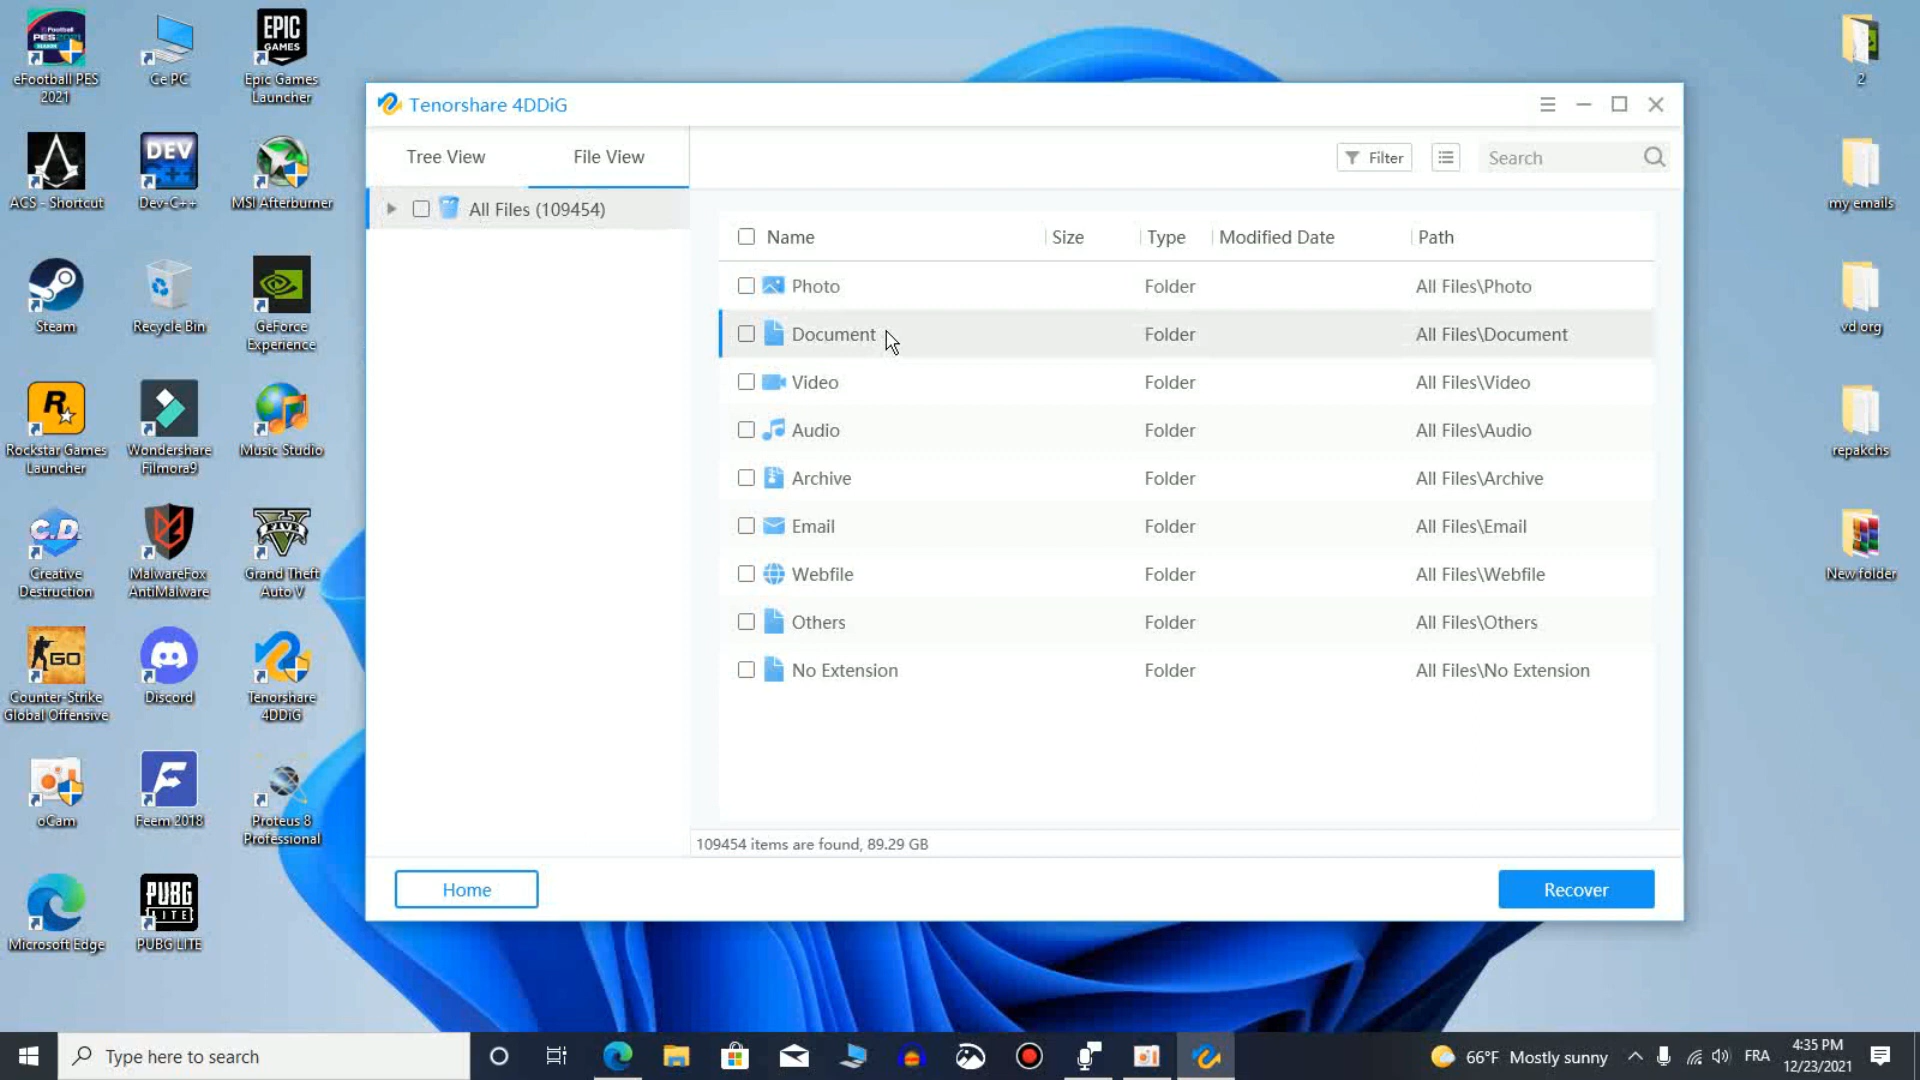 eFootball PES
2021
Ce PC
EPIC
GAMES
Epic Games
Launcher
ACS - Shortcut
DEV
C++
Dev-C++
MSI Afterburner
Steam
Recycle Bin
GeForce
Experience
Rockstar Games
Launcher
Wondershare
Filmora9
Music Studio
C.D.
Creative
Destruction
MalwareFox
AntiMalware
FIVE
Grand Theft
Auto V
GO
Counter-Strike
Global Offensive
Discord
Tenorshare
4DDiG
oCam
Feem 2018
Proteus 8
Professional
Microsoft Edge
PUBG
LITE
PUBG LITE
Tenorshare 4DDiG
Tree View
File View
All Files (109454)
Filter
Search
Name
Size
Type
Modified Date
Path
Photo
Folder
All Files\Photo
Document
Folder
All Files\Document
Video
Folder
All Files\Video
Audio
Folder
All Files\Audio
Archive
Folder
All Files\Archive
Email
Folder
All Files\Email
Webfile
Folder
All Files\Webfile
Others
Folder
All Files\Others
No Extension
Folder
All Files\No Extension
109454 items are found, 89.29 GB
Home
Recover
2
my emails
vd org
repakchs
New folder
Type here to search
66°F Mostly sunny
FRA
4:35 PM
12/23/2021